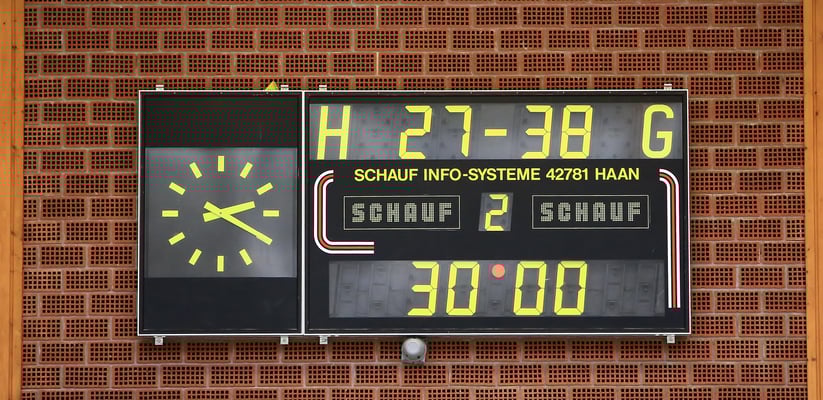 H 27-38 G
SCHAUF INFO-SYSTEME 42781 HAAN
SCHAUF 2 SCHAUF
30:00